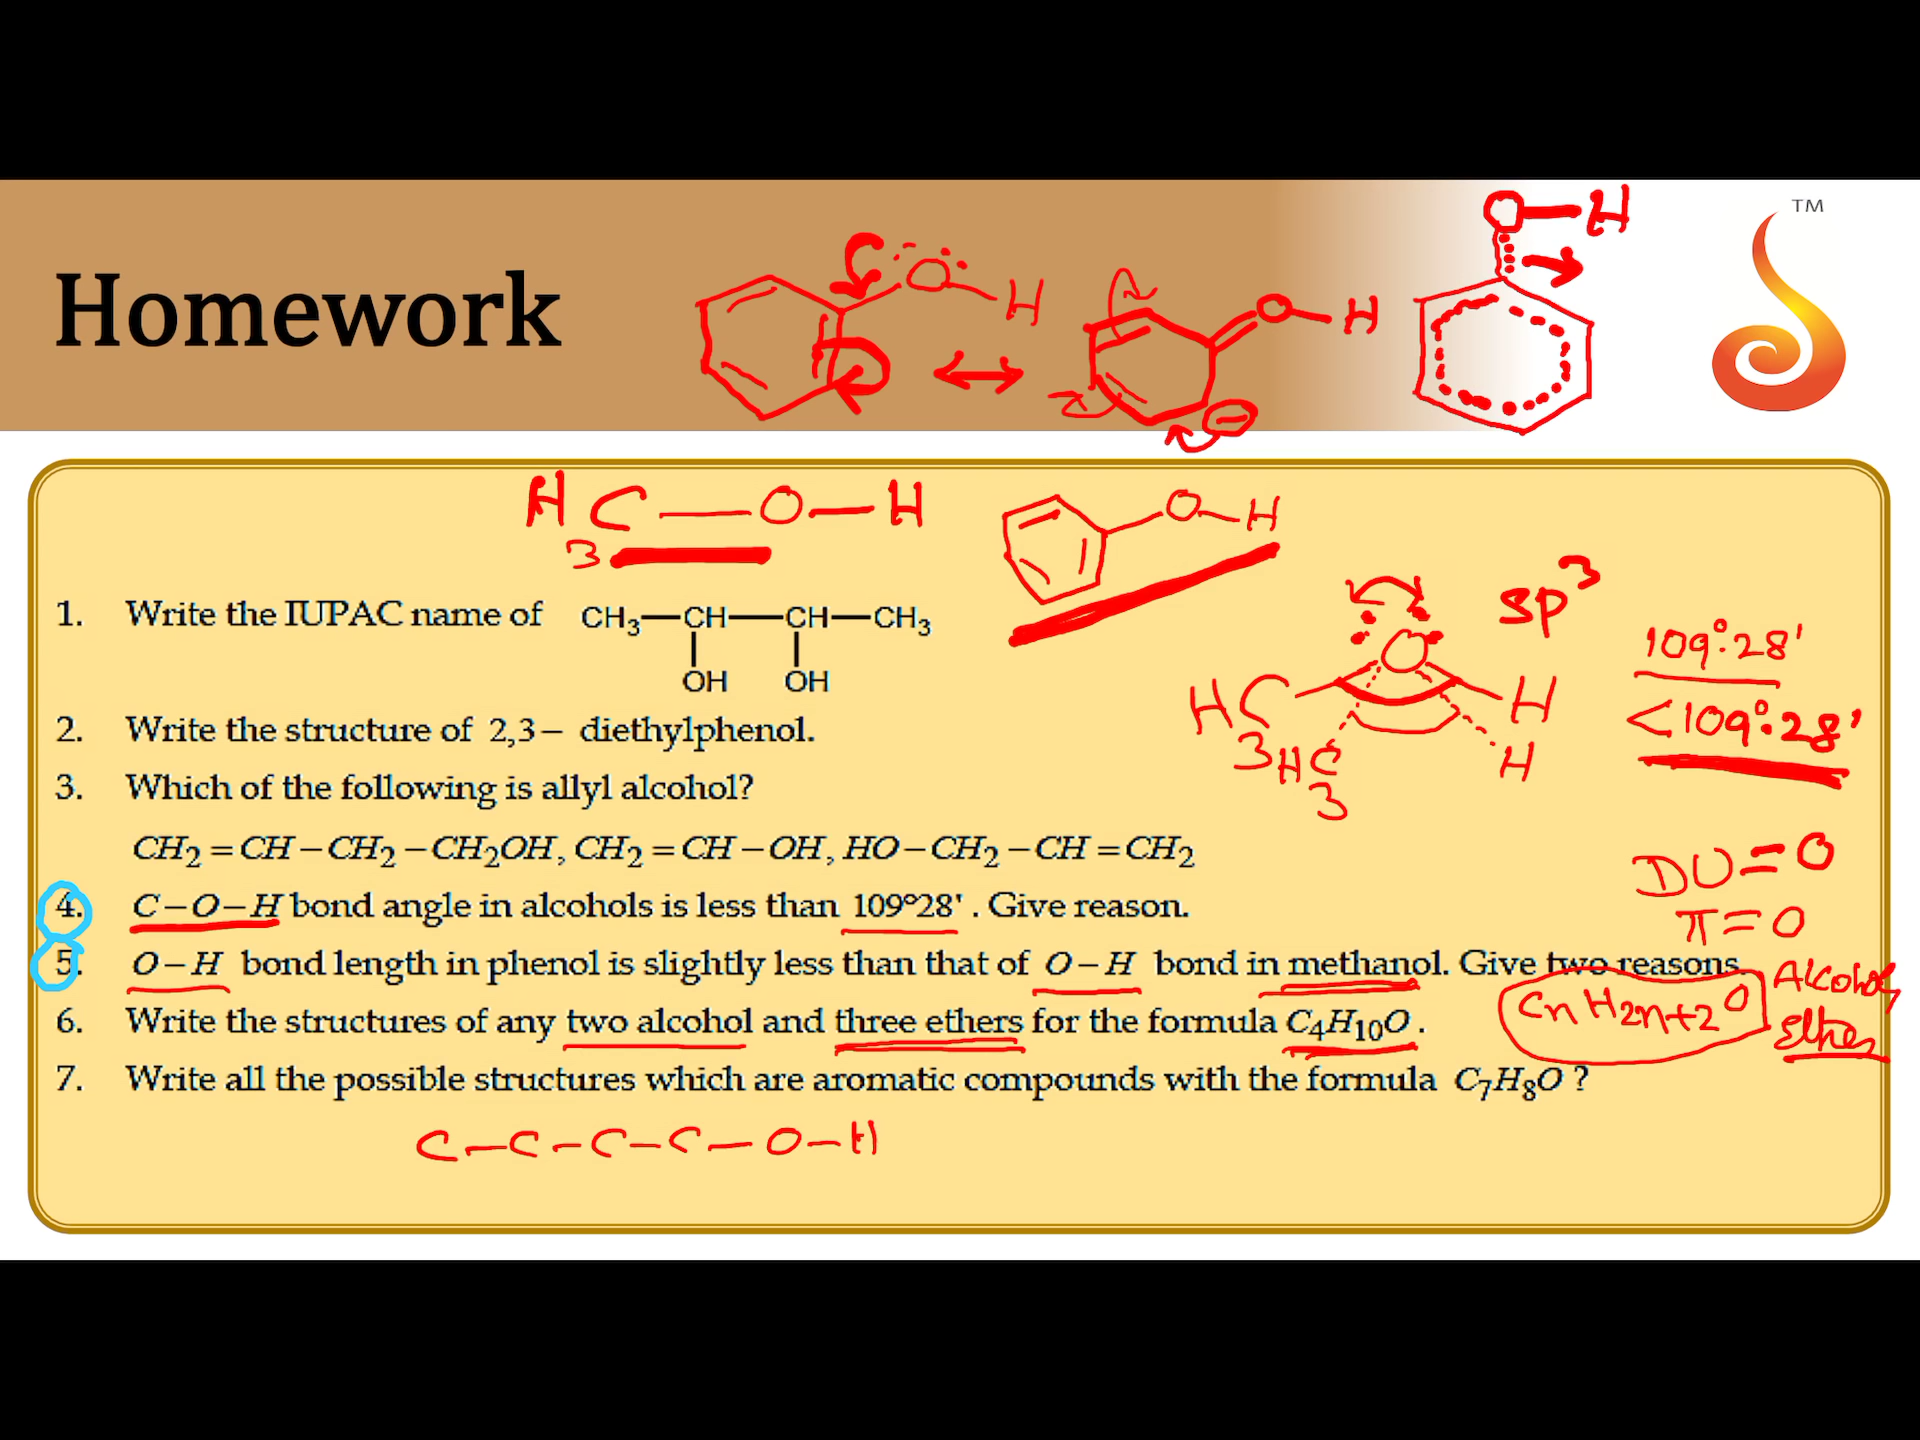 O-H
TM
Homework
O H
O-H
H3C-O-H
O-H
sp3
1. Write the IUPAC name of CH3—CH—CH—CH3
OH OH
109°:28'
O
H3C H
<109°:28'
2. Write the structure of 2,3– diethylphenol.
H3C H
3. Which of the following is allyl alcohol?
CH2=CH–CH2–CH2OH, CH2=CH–OH, HO–CH2–CH=CH2
DU=0
4. C–O–H bond angle in alcohols is less than 109°28'. Give reason.
π=0
5. O–H bond length in phenol is slightly less than that of O–H bond in methanol. Give two reasons.
Alcohol,
CnH2n+2O
6. Write the structures of any two alcohol and three ethers for the formula C4H10O.
Ether
7. Write all the possible structures which are aromatic compounds with the formula C7H8O?
C-C-C-C-O-H